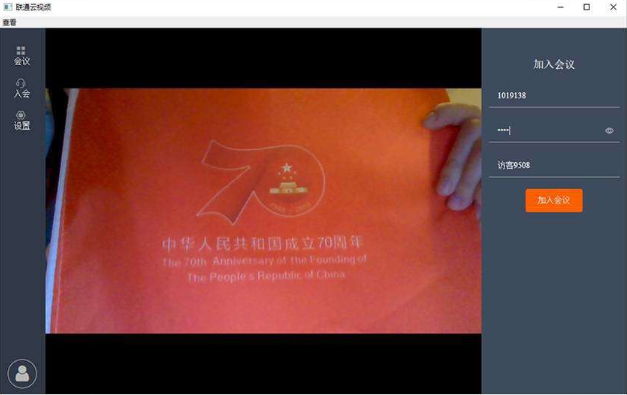 联通云视频
查看
会议
入会
设置
70
中华人民共和国成立70周年
The 70th Anniversary of the Founding of
The People's Republic of China
加入会议
1019138
••••
访客9508
加入会议